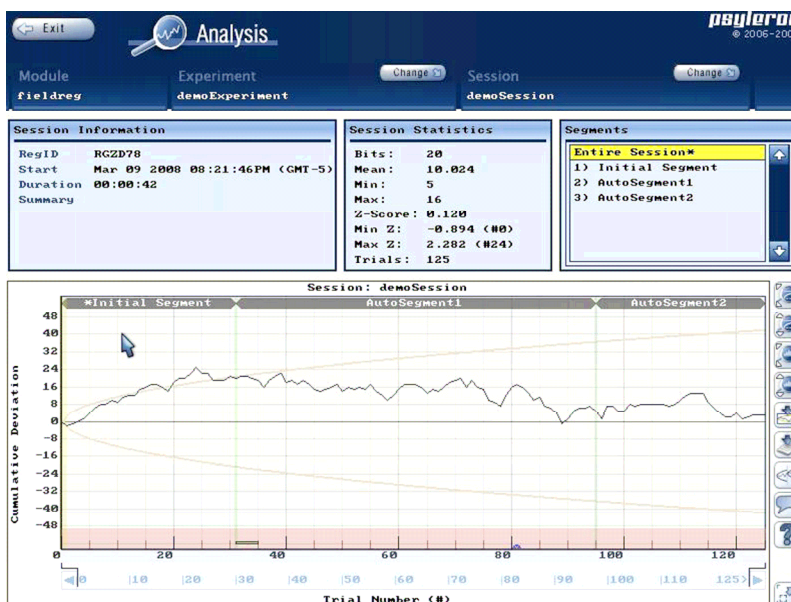 Exit
Analysis
Module
Experiment
Change
Session
Change
fieldreg
demoExperiment
demoSession
Session Information
RegID RGZD78
Start Mar 09 2008 08:21:46PM (GMT-5)
Duration 00:00:42
Summary
Session Statistics
Bits: 20
Mean: 10.024
Min: 5
Max: 16
Z-Score: 0.120
Min Z: -0.894 (#0)
Max Z: 2.282 (#24)
Trials: 125
Segments
Entire Session*
1) Initial Segment
2) AutoSegment1
3) AutoSegment2
Session: demoSession
*Initial Segment
AutoSegment1
AutoSegment2
Cumulative Deviation
48
40
32
24
16
8
0
-8
-16
-24
-32
-40
-48
0 20 40 60 80 100 120
0 |10 |20 |30 |40 |50 |60 |70 |80 |90 |100 |110 125>
Trial Number (#)